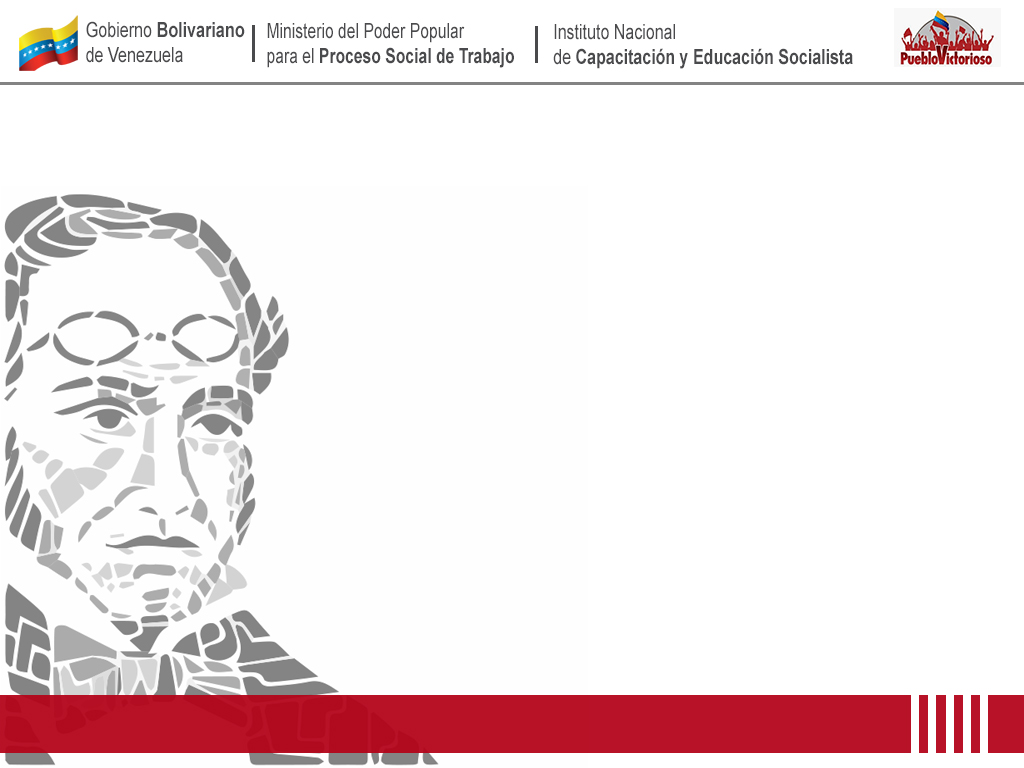 Gobierno Bolivariano
de Venezuela
Ministerio del Poder Popular
para el Proceso Social de Trabajo
Instituto Nacional
de Capacitación y Educación Socialista
PuebloVictorioso